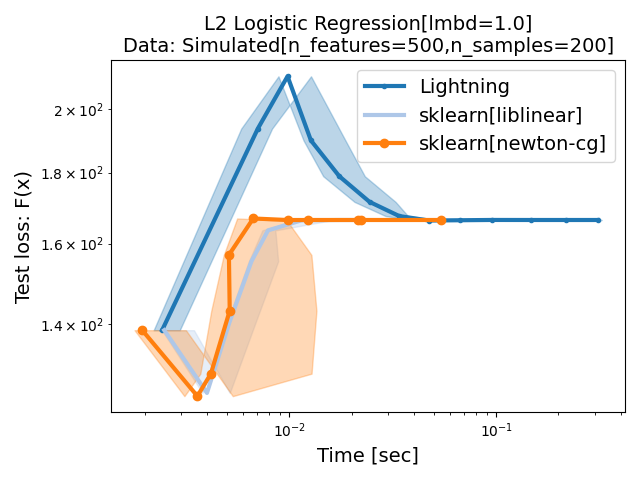 L2 Logistic Regression[lmbd=1.0]
Data: Simulated[n_features=500,n_samples=200]
Test loss: F(x)
2 × 10²
1.8 × 10²
1.6 × 10²
1.4 × 10²
Lightning
sklearn[liblinear]
sklearn[newton-cg]
10⁻²
10⁻¹
Time [sec]